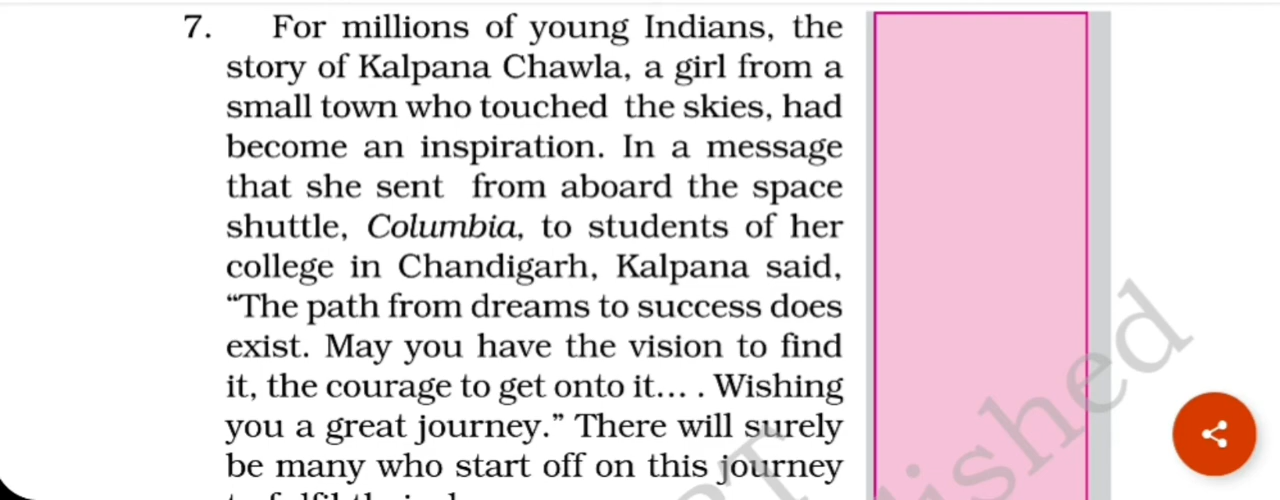 7. For millions of young Indians, the
story of Kalpana Chawla, a girl from a
small town who touched the skies, had
become an inspiration. In a message
that she sent from aboard the space
shuttle, Columbia, to students of her
college in Chandigarh, Kalpana said,
“The path from dreams to success does
exist. May you have the vision to find
it, the courage to get onto it... . Wishing
you a great journey.” There will surely
be many who start off on this journey